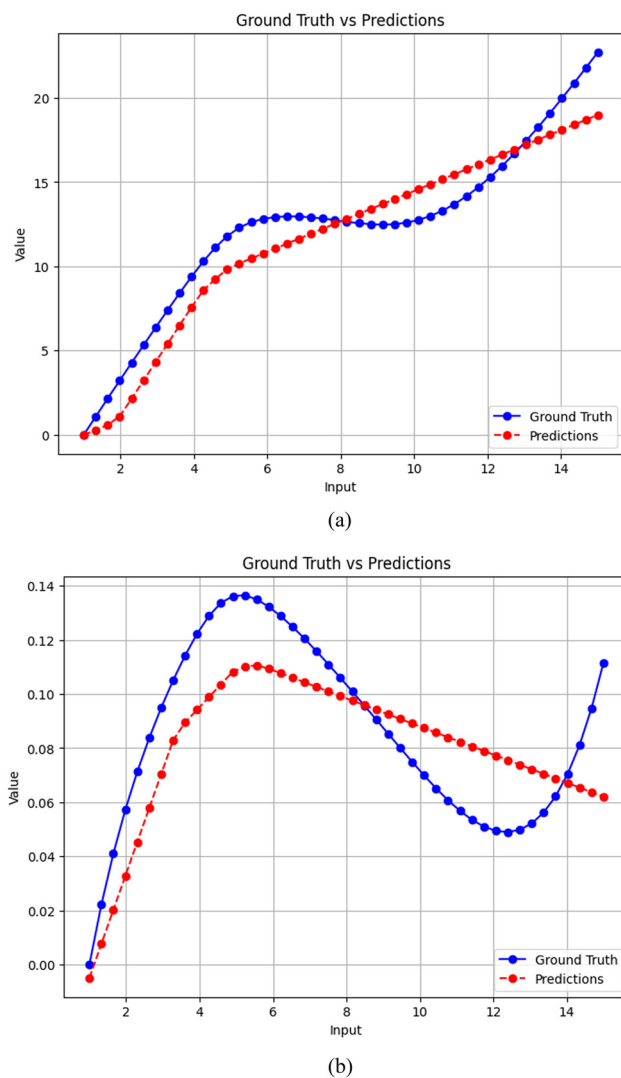 Ground Truth vs Predictions
20
15
10
5
0
Value
2 4 6 8 10 12 14
Input
Ground Truth
Predictions
(a)
Ground Truth vs Predictions
0.14
0.12
0.10
0.08
0.06
0.04
0.02
0.00
Value
2 4 6 8 10 12 14
Input
Ground Truth
Predictions
(b)